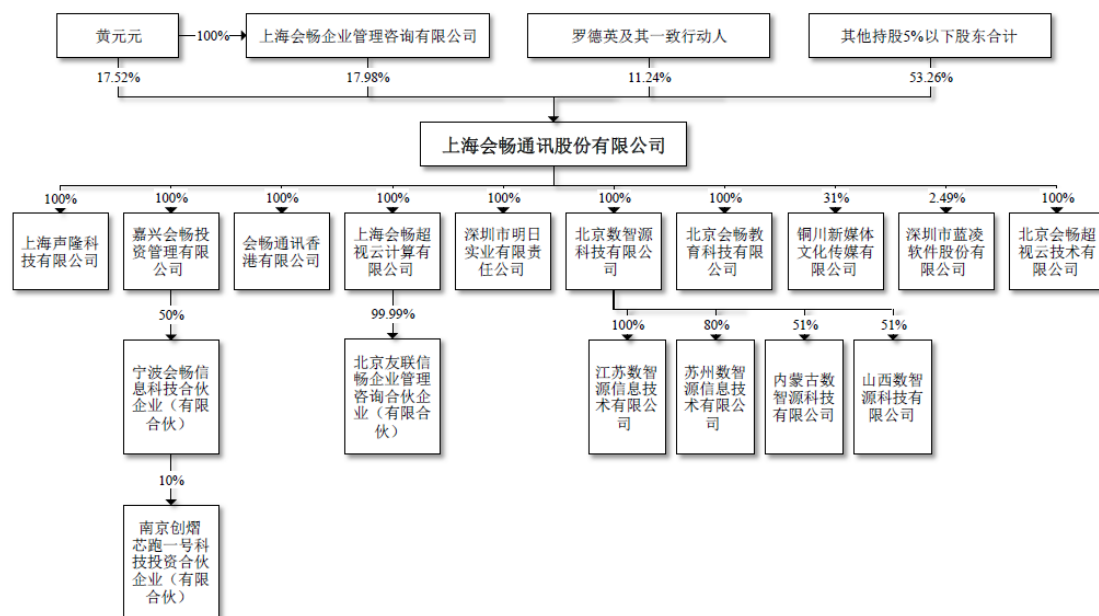 黄元元
100%
上海会畅企业管理咨询有限公司
罗德英及其一致行动人
其他持股5%以下股东合计
17.52%
17.98%
11.24%
53.26%
上海会畅通讯股份有限公司
100%
100%
100%
100%
100%
100%
100%
31%
2.49%
100%
上海声隆科
技有限公司
嘉兴会畅投
资管理有限
公司
会畅通讯香
港有限公司
上海会畅超
视云计算有
限公司
深圳市明日
实业有限责
任公司
北京数智源
科技有限公
司
北京会畅教
育科技有限
公司
铜川新媒体
文化传媒有
限公司
深圳市蓝凌
软件股份有
限公司
北京会畅超
视云技术有
限公司
50%
99.99%
100%
80%
51%
51%
宁波会畅信
息科技合伙
企业（有限
合伙）
北京友联信
畅企业管理
咨询合伙企
业（有限合
伙）
江苏数智
源信息技
术有限公
司
苏州数智
源信息技
术有限公
司
内蒙古数
智源科技
有限公司
山西数智
源科技有
限公司
10%
南京创熠
芯跑一号科
技投资合伙
企业（有限
合伙）